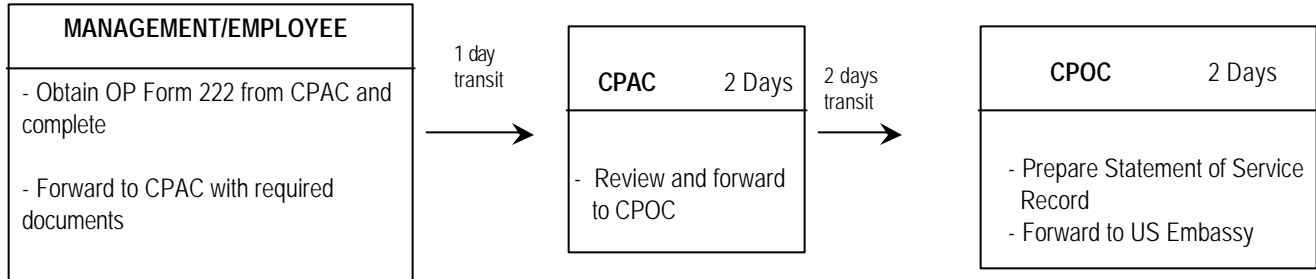 MANAGEMENT/EMPLOYEE
- Obtain OP Form 222 from CPAC and
complete
- Forward to CPAC with required
documents
1 day
transit
CPAC 2 Days
- Review and forward
to CPOC
2 days
transit
CPOC 2 Days
- Prepare Statement of Service
Record
- Forward to US Embassy